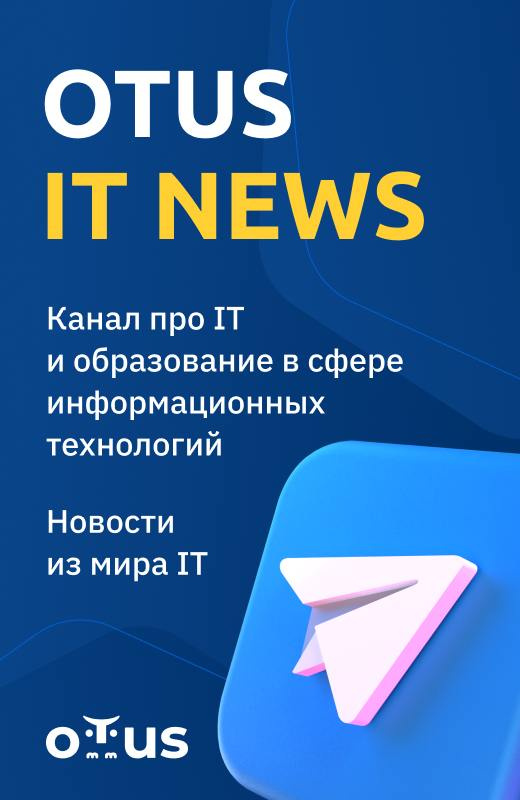 OTUS
IT NEWS
Канал про IT
и образование в сфере
информационных
технологий
Новости
из мира IT
oTus